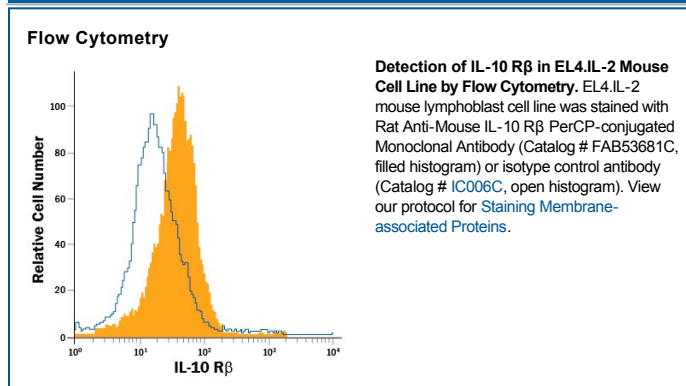 Flow Cytometry
Detection of IL-10 Rβ in EL4.IL-2 Mouse
Cell Line by Flow Cytometry. EL4.IL-2
mouse lymphoblast cell line was stained with
Rat Anti-Mouse IL-10 Rβ PerCP-conjugated
Monoclonal Antibody (Catalog # FAB53681C,
filled histogram) or isotype control antibody
(Catalog # IC006C, open histogram). View
our protocol for Staining Membrane-
associated Proteins.
Relative Cell Number
100
80
60
40
20
0
10⁰ 10¹ 10² 10³ 10⁴
IL-10 Rβ